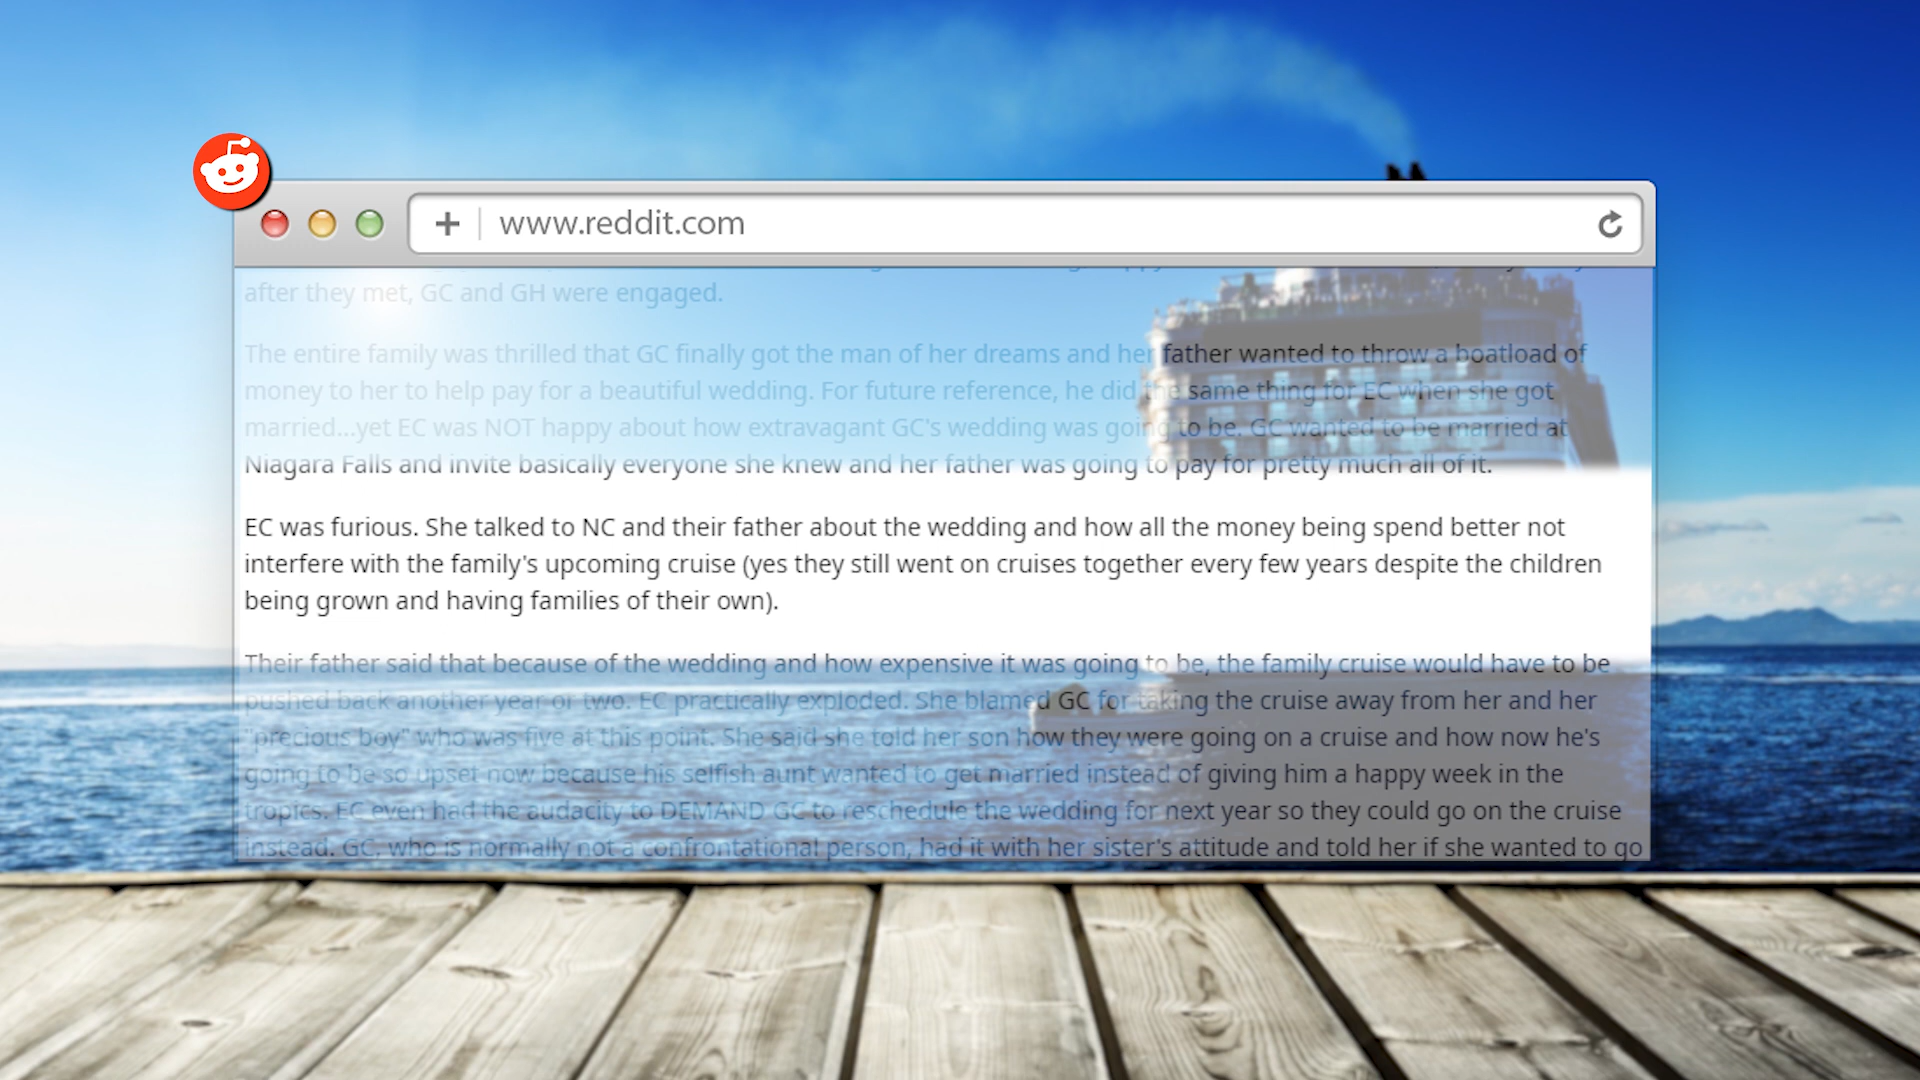 www.reddit.com
after they met, GC and GH were engaged.
The entire family was thrilled that GC finally got the man of her dreams and her father wanted to throw a boatload of
money to her to help pay for a beautiful wedding. For future reference, he did the same thing for EC when she got
married...yet EC was NOT happy about how extravagant GC's wedding was going to be. GC wanted to be married at
Niagara Falls and invite basically everyone she knew and her father was going to pay for pretty much all of it.
EC was furious. She talked to NC and their father about the wedding and how all the money being spend better not
interfere with the family's upcoming cruise (yes they still went on cruises together every few years despite the children
being grown and having families of their own).
Their father said that because of the wedding and how expensive it was going to be, the family cruise would have to be
pushed back another year or two. EC practically exploded. She blamed GC for taking the cruise away from her and her
"precious boy" who was five at this point. She said she told her son how they were going on a cruise and how now he's
going to be so upset now because his selfish aunt wanted to get married instead of giving him a happy week in the
tropics. EC even had the audacity to DEMAND GC to reschedule the wedding for next year so they could go on the cruise
instead. GC, who is normally not a confrontational person, had it with her sister's attitude and told her if she wanted to go